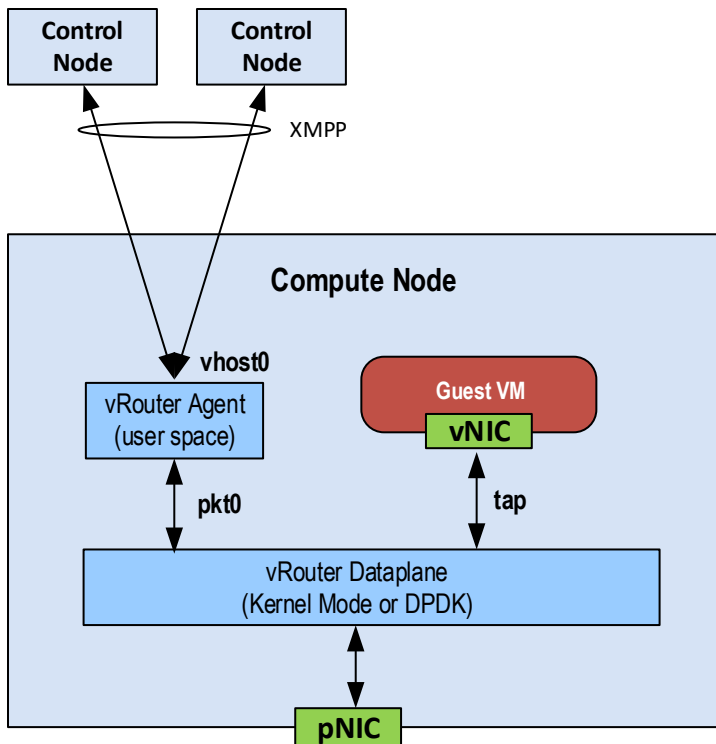 Control
Node
Control
Node
XMPP
Compute Node
vhost0
vRouter Agent
(user space)
Guest VM
vNIC
pkt0
tap
vRouter Dataplane
(Kernel Mode or DPDK)
pNIC